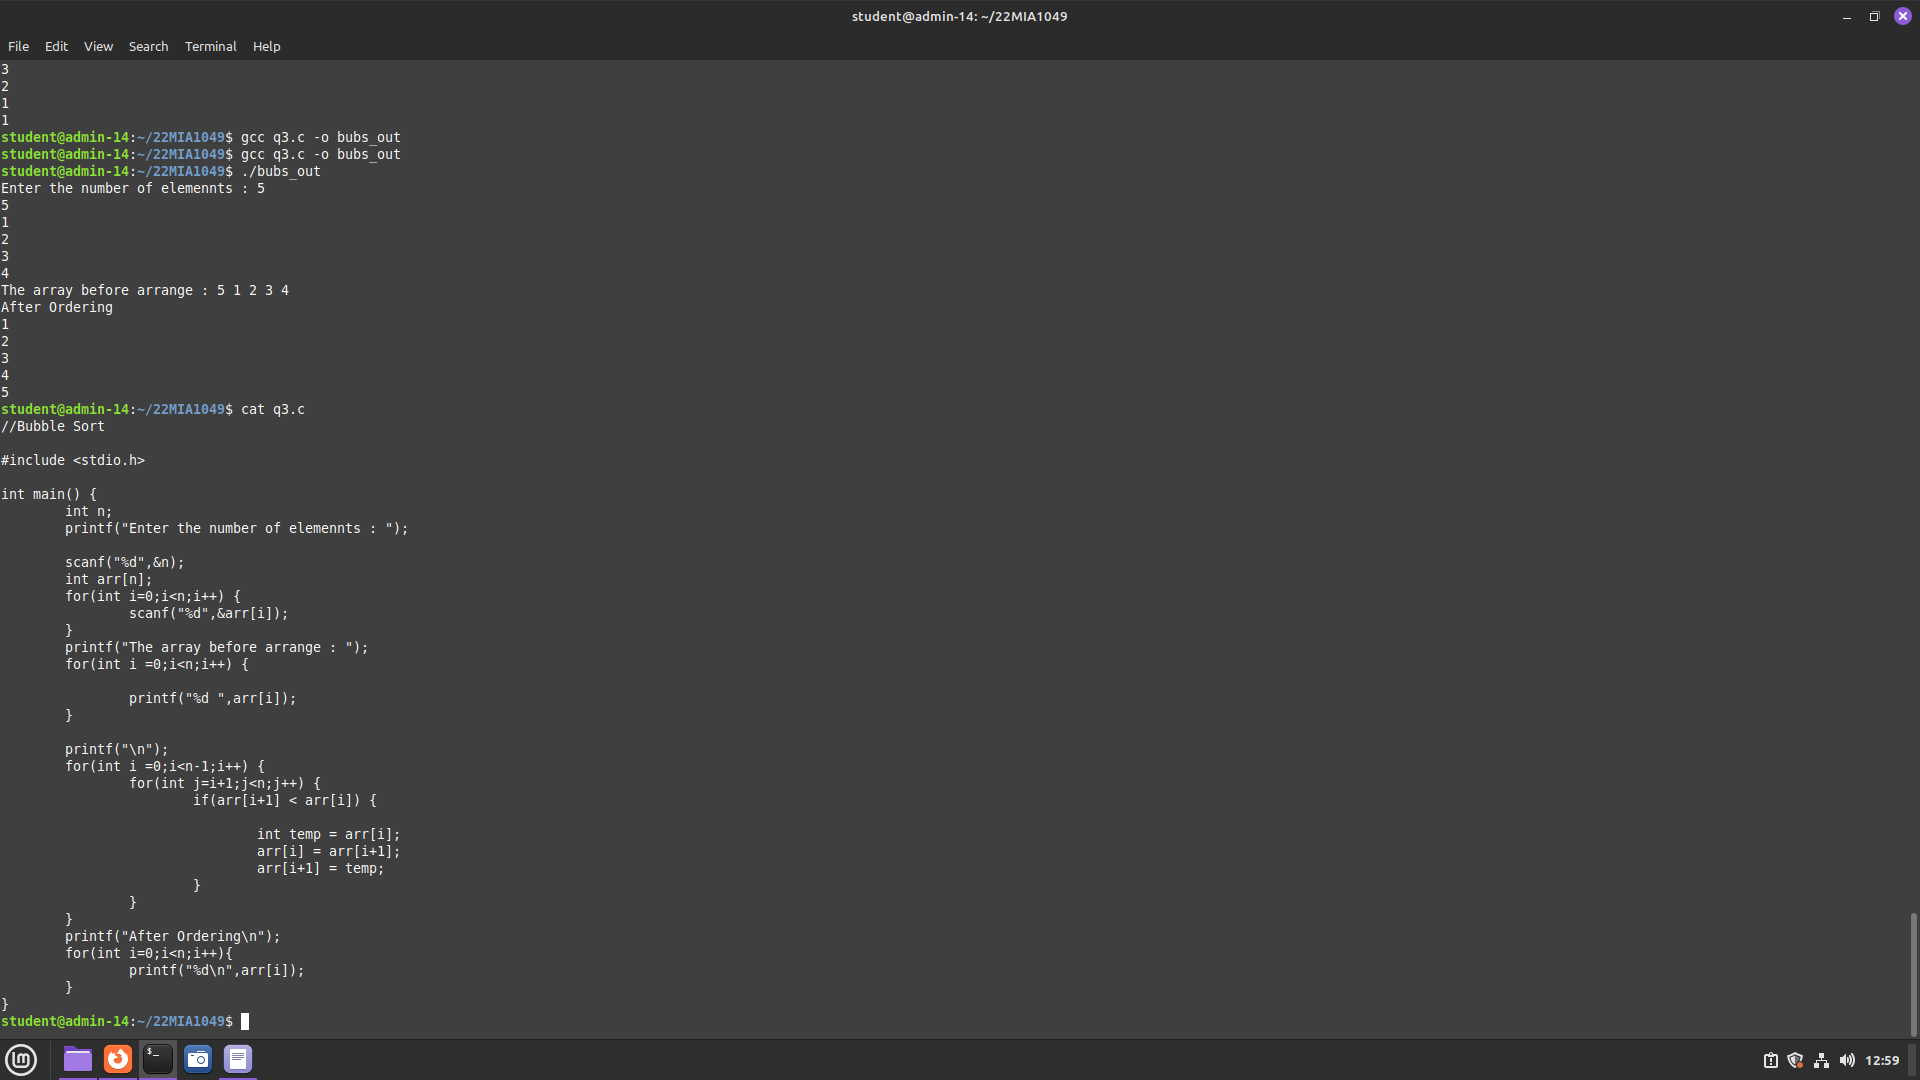 student@admin-14: ~/22MIA1049
File Edit View Search Terminal Help
3
2
1
1
student@admin-14:~/22MIA1049$ gcc q3.c -o bubs_out
student@admin-14:~/22MIA1049$ gcc q3.c -o bubs_out
student@admin-14:~/22MIA1049$ ./bubs_out
Enter the number of elemennts : 5
5
1
2
3
4
The array before arrange : 5 1 2 3 4
After Ordering
1
2
3
4
5
student@admin-14:~/22MIA1049$ cat q3.c
//Bubble Sort
#include <stdio.h>
int main() {
int n;
printf("Enter the number of elemennts : ");
scanf("%d",&n);
int arr[n];
for(int i=0;i<n;i++) {
scanf("%d",&arr[i]);
}
printf("The array before arrange : ");
for(int i =0;i<n;i++) {
printf("%d ",arr[i]);
}
printf("\n");
for(int i =0;i<n-1;i++) {
for(int j=i+1;j<n;j++) {
if(arr[i+1] < arr[i]) {
int temp = arr[i];
arr[i] = arr[i+1];
arr[i+1] = temp;
}
}
}
printf("After Ordering\n");
for(int i=0;i<n;i++){
printf("%d\n",arr[i]);
}
}
student@admin-14:~/22MIA1049$
12:59